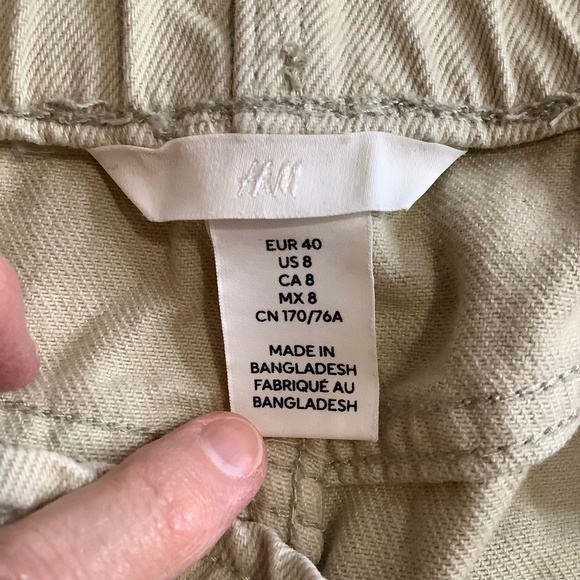 H&M
EUR 40
US 8
CA 8
MX 8
CN 170/76A
MADE IN
BANGLADESH
FABRIQUÉ AU
BANGLADESH